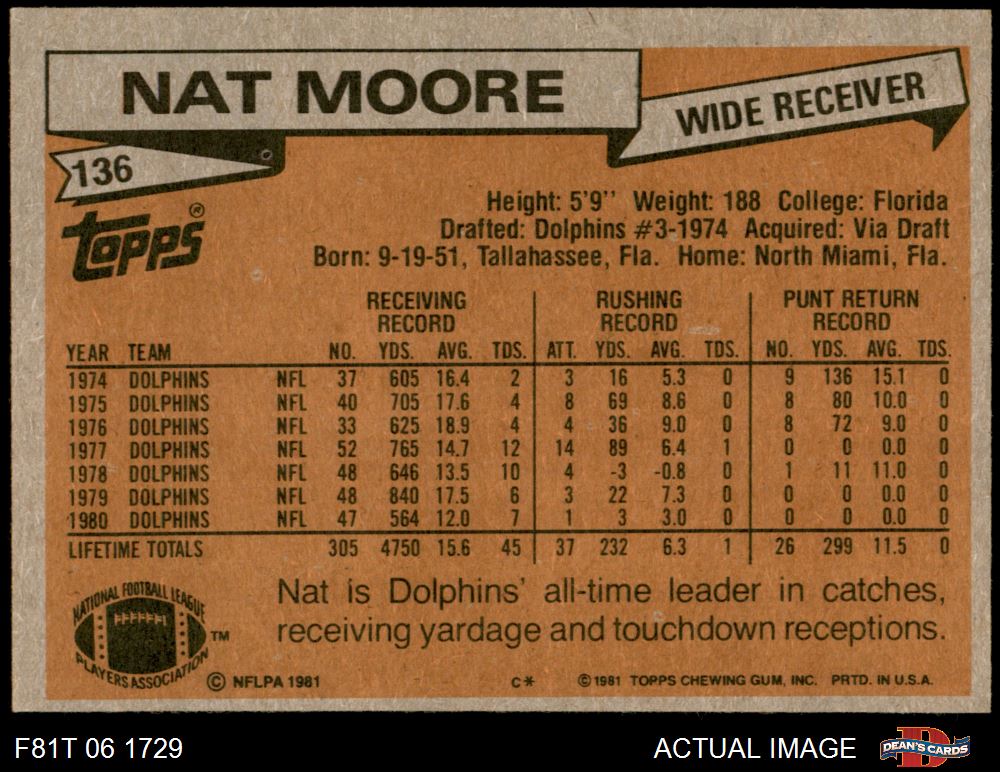 NAT MOORE
WIDE RECEIVER
136
Topps®
Height: 5'9'' Weight: 188 College: Florida
Drafted: Dolphins #3-1974 Acquired: Via Draft
Born: 9-19-51, Tallahassee, Fla. Home: North Miami, Fla.
RECEIVING RECORD RUSHING RECORD PUNT RETURN RECORD
YEAR TEAM NO. YDS. AVG. TDS. ATT. YDS. AVG. TDS. NO. YDS. AVG. TDS.
1974 DOLPHINS NFL 37 605 16.4 2 3 16 5.3 0 9 136 15.1 0
1975 DOLPHINS NFL 40 705 17.6 4 8 69 8.6 0 8 80 10.0 0
1976 DOLPHINS NFL 33 625 18.9 4 4 36 9.0 0 8 72 9.0 0
1977 DOLPHINS NFL 52 765 14.7 12 14 89 6.4 1 0 0 0.0 0
1978 DOLPHINS NFL 48 646 13.5 10 4 -3 -0.8 0 1 11 11.0 0
1979 DOLPHINS NFL 48 840 17.5 6 3 22 7.3 0 0 0 0.0 0
1980 DOLPHINS NFL 47 564 12.0 7 1 3 3.0 0 0 0 0.0 0
LIFETIME TOTALS 305 4750 15.6 45 37 232 6.3 1 26 299 11.5 0
Nat is Dolphins' all-time leader in catches,
receiving yardage and touchdown receptions.
NATIONAL FOOTBALL LEAGUE
PLAYERS ASSOCIATION
TM
© NFLPA 1981 C* © 1981 TOPPS CHEWING GUM, INC. PRTD. IN U.S.A.
F81T 06 1729 ACTUAL IMAGE
D
DEAN'S CARDS